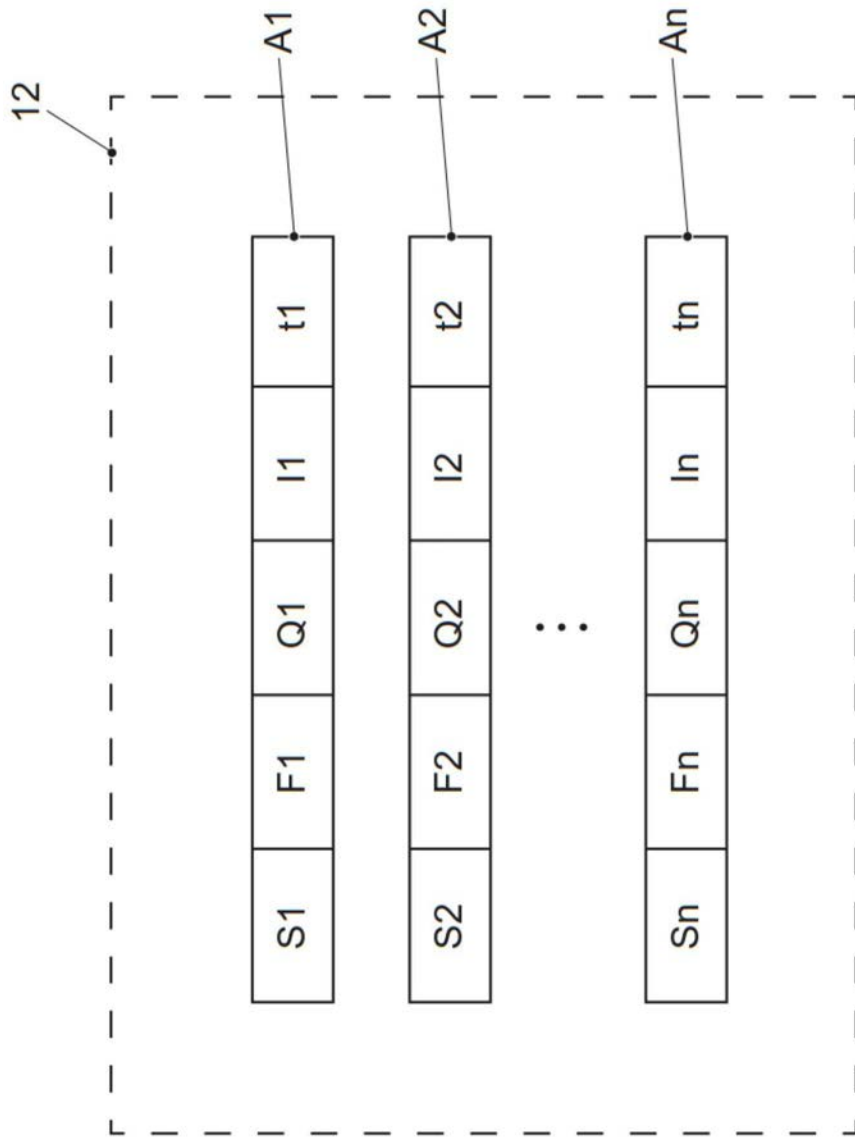 12
S1 F1 Q1 I1 t1 A1
S2 F2 Q2 I2 t2 A2
...
Sn Fn Qn In tn An